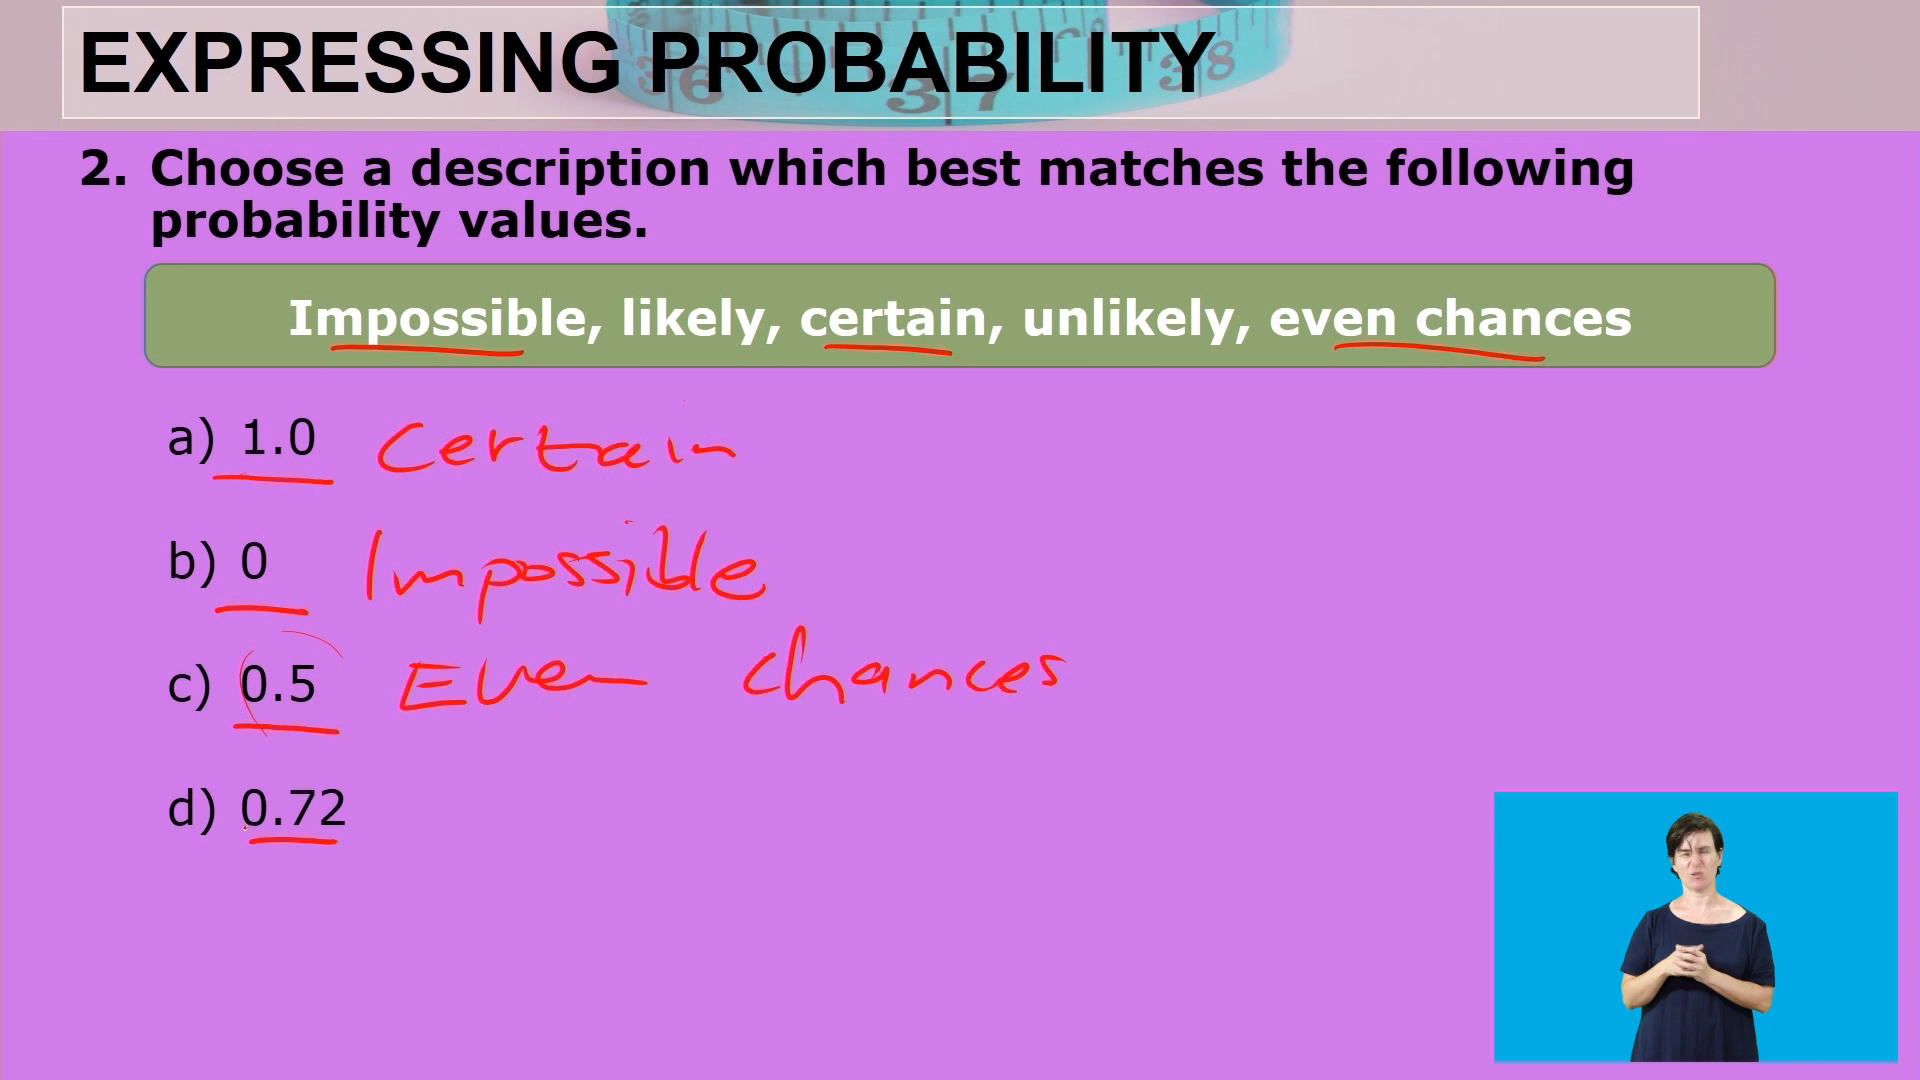 EXPRESSING PROBABILITY
2. Choose a description which best matches the following
probability values.
Impossible, likely, certain, unlikely, even chances
a) 1.0 Certain
b) 0 Impossible
c) 0.5 Even chances
d) 0.72